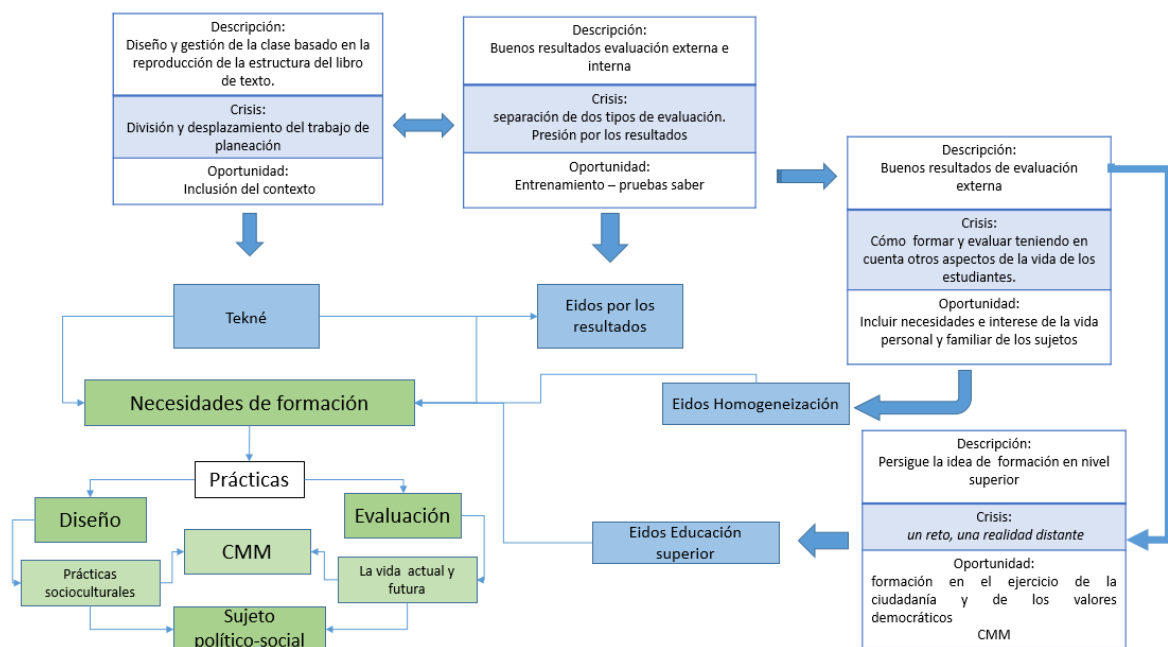 Descripción:
Diseño y gestión de la clase basado en la
reproducción de la estructura del libro
de texto.
Crisis:
División y desplazamiento del trabajo de
planeación
Oportunidad:
Inclusión del contexto
Descripción:
Buenos resultados evaluación externa e
interna
Crisis:
separación de dos tipos de evaluación.
Presión por los resultados
Oportunidad:
Entrenamiento – pruebas saber
Descripción:
Buenos resultados de evaluación
externa
Crisis:
Cómo formar y evaluar teniendo en
cuenta otros aspectos de la vida de los
estudiantes.
Oportunidad:
Incluir necesidades e interese de la vida
personal y familiar de los sujetos
Tekné
Eidos por los
resultados
Necesidades de formación
Eidos Homogeneización
Descripción:
Persigue la idea de formación en nivel
superior
Crisis:
un reto, una realidad distante
Oportunidad:
formación en el ejercicio de la
ciudadanía y de los valores
democráticos
CMM
Eidos Educación
superior
Prácticas
Diseño
Evaluación
CMM
Prácticas
socioculturales
La vida actual y
futura
Sujeto
político-social